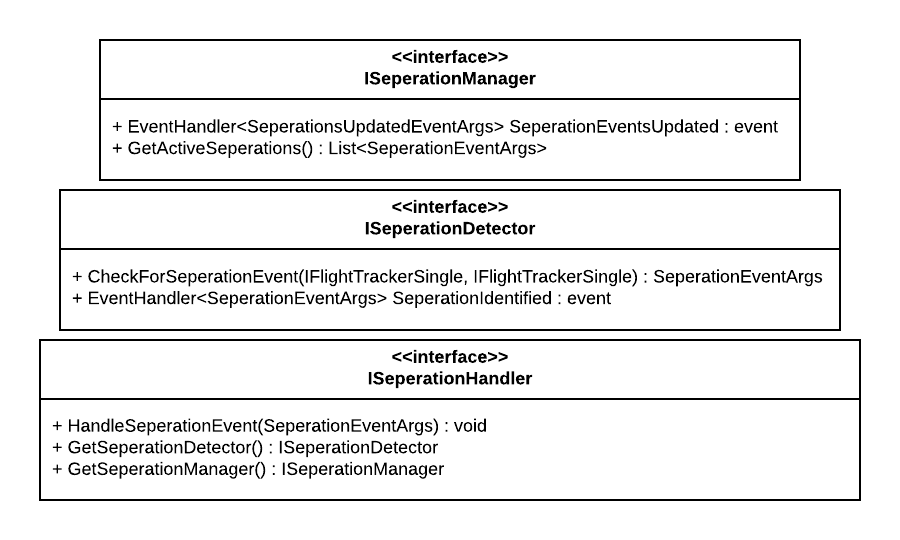 <<interface>>
ISeperationManager
+ EventHandler<SeperationsUpdatedEventArgs> SeperationEventsUpdated : event
+ GetActiveSeperations() : List<SeperationEventArgs>
<<interface>>
ISeperationDetector
+ CheckForSeperationEvent(IFlightTrackerSingle, IFlightTrackerSingle) : SeperationEventArgs
+ EventHandler<SeperationEventArgs> SeperationIdentified : event
<<interface>>
ISeperationHandler
+ HandleSeperationEvent(SeperationEventArgs) : void
+ GetSeperationDetector() : ISeperationDetector
+ GetSeperationManager() : ISeperationManager